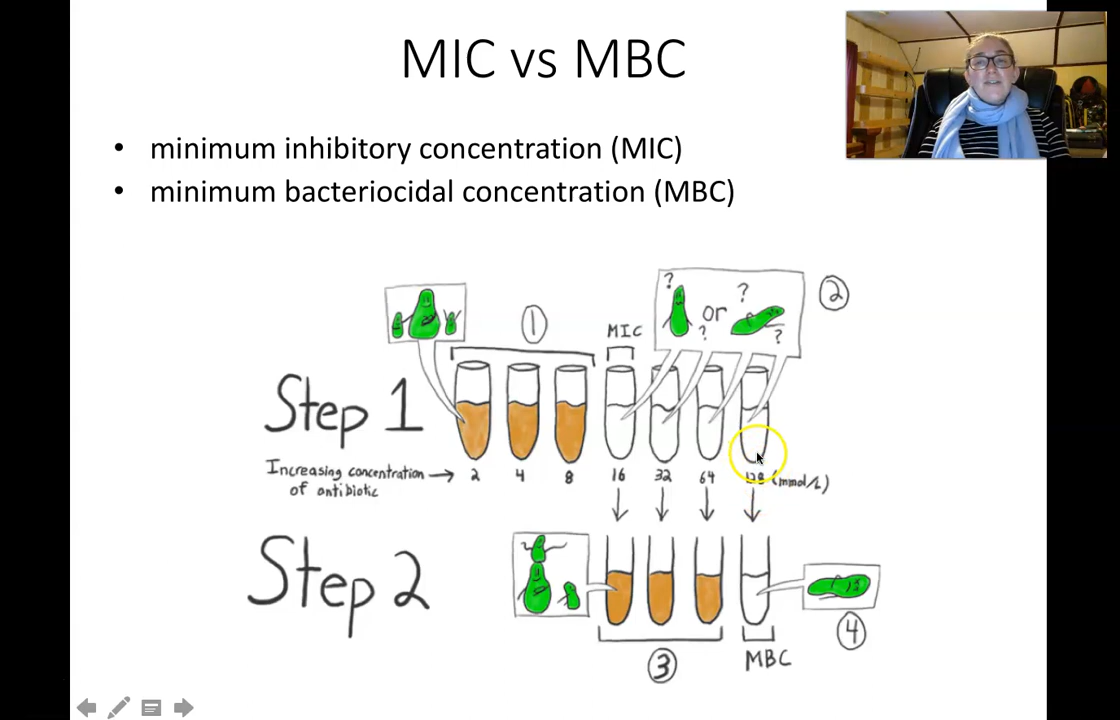 MIC vs MBC
• minimum inhibitory concentration (MIC)
• minimum bacteriocidal concentration (MBC)
1
MIC
? ?
or
? ?
2
Step 1
Increasing concentration → 2 4 8 16 32 64 128 (mmol/L)
of antibiotic
Step 2
3
MBC
4